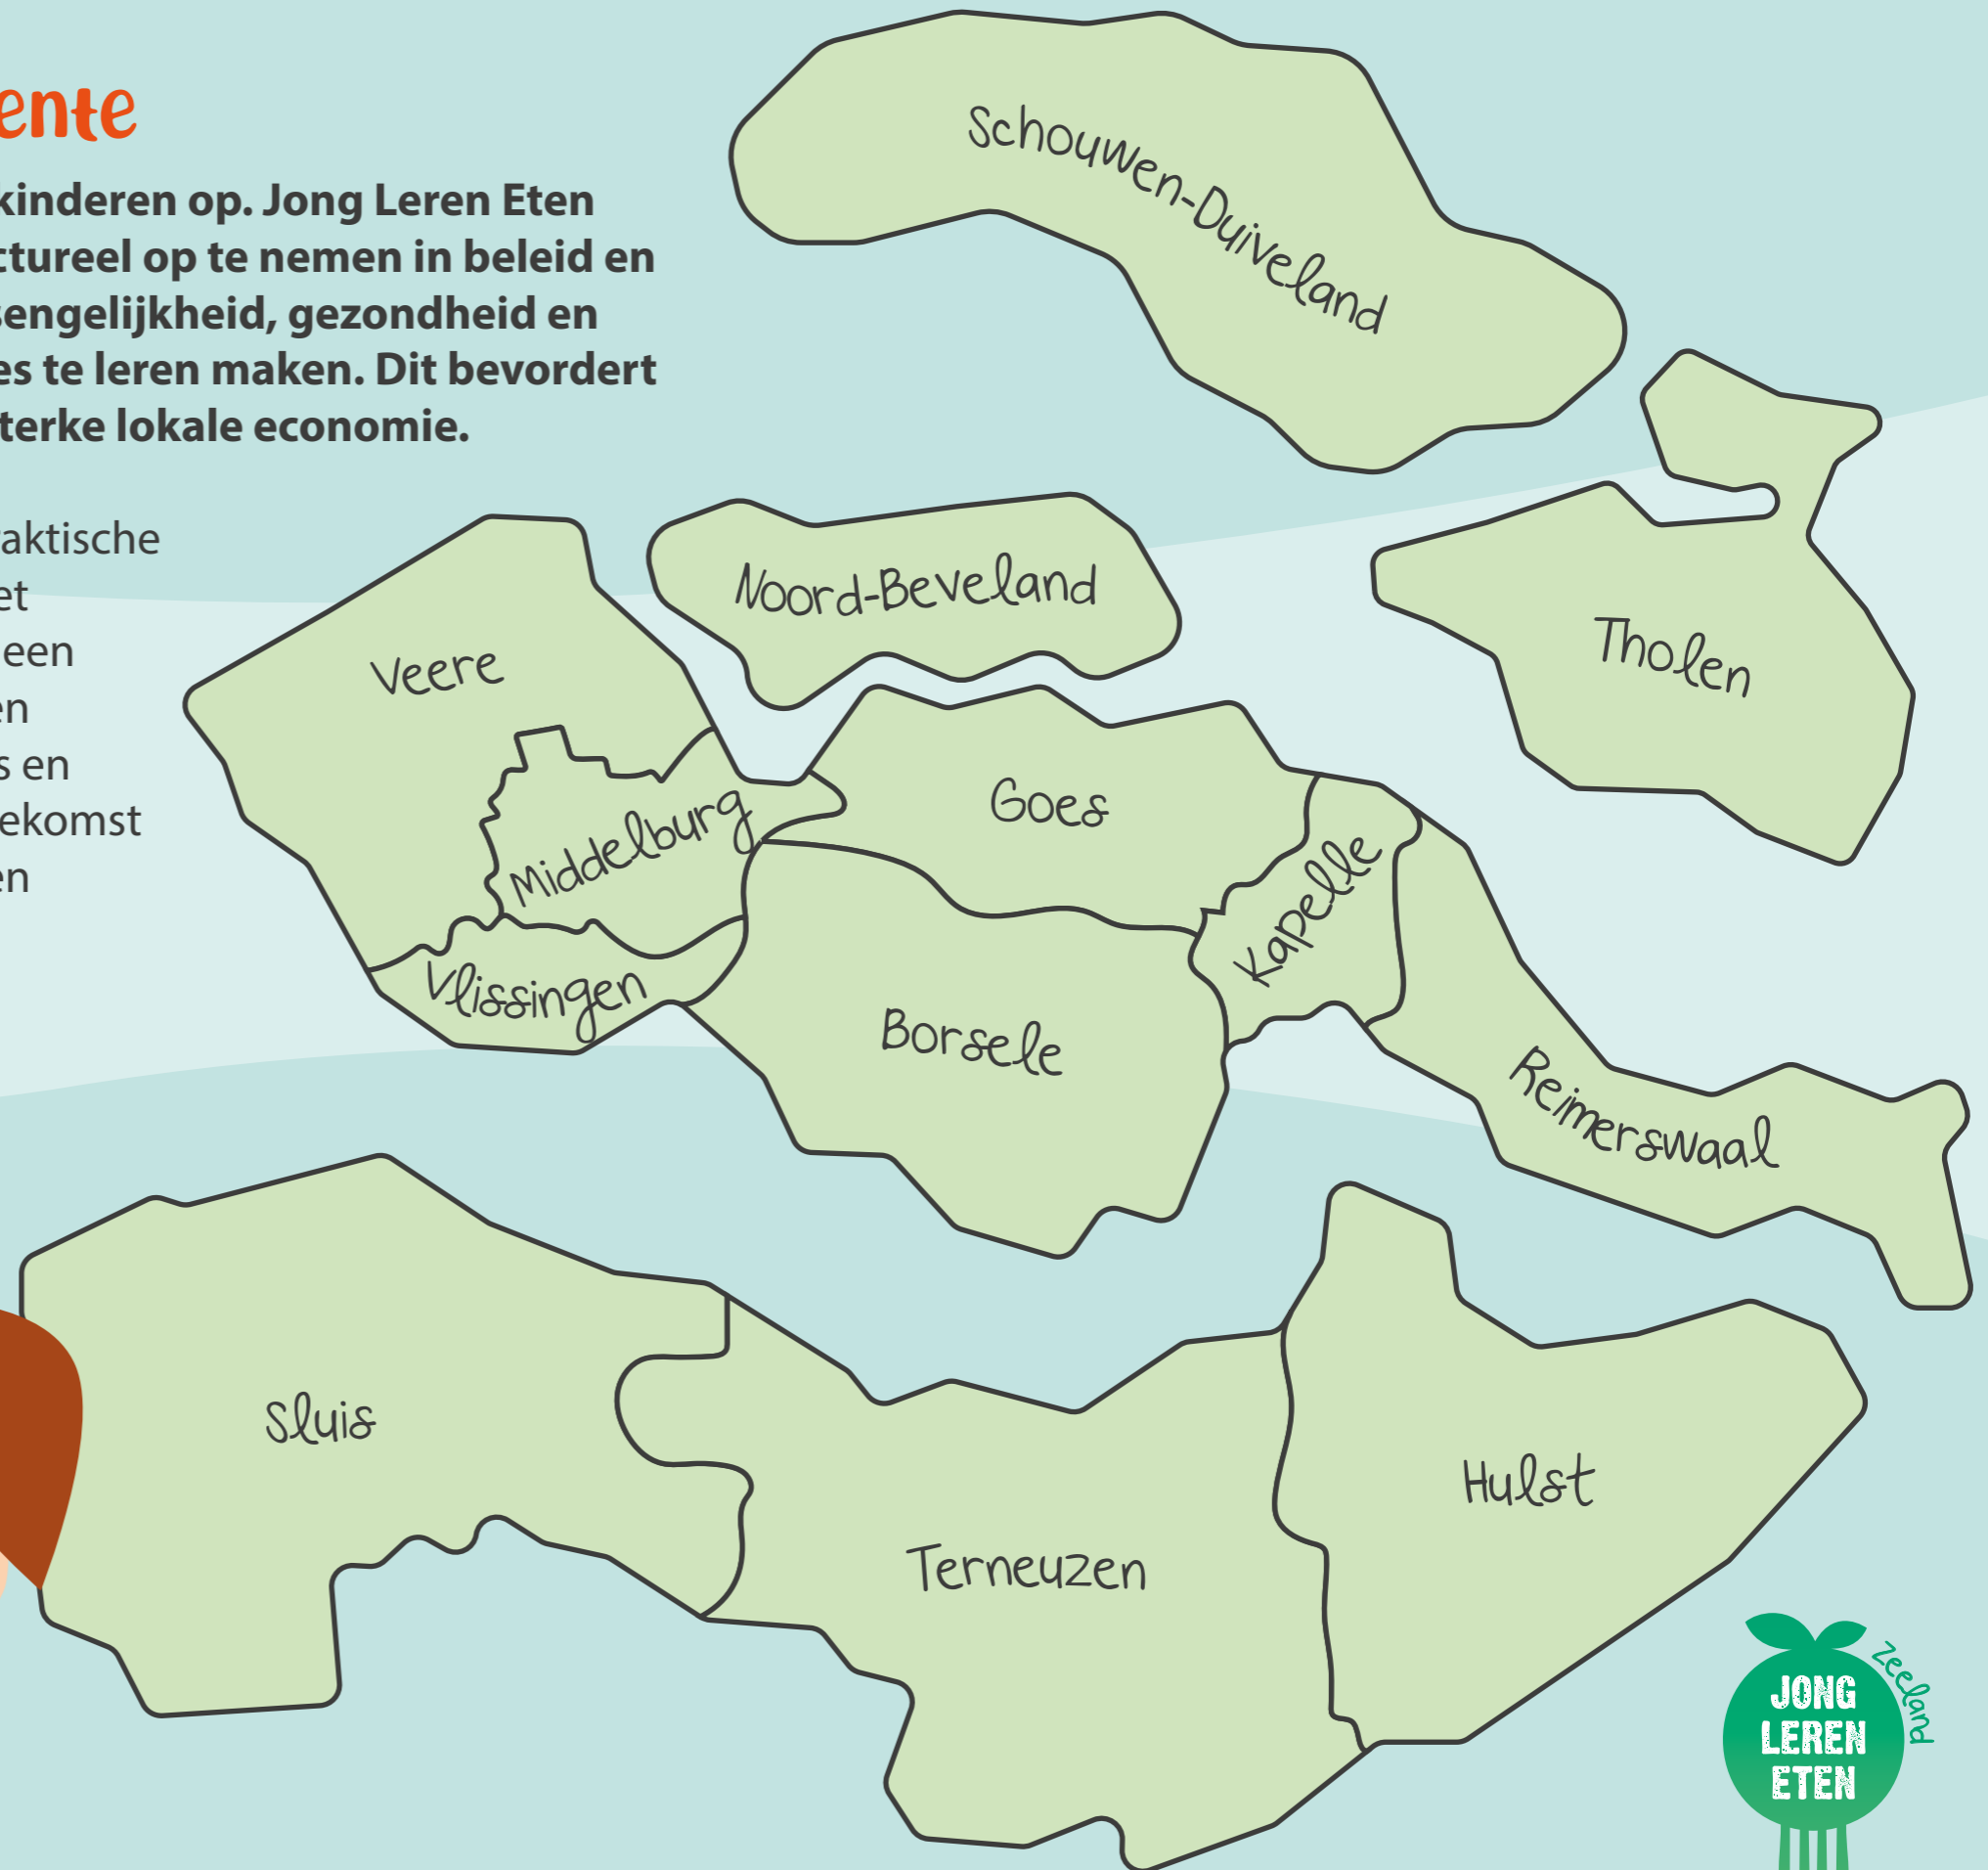 ente
kinderen op. Jong Leren Eten
ctureel op te nemen in beleid en
sengelijkheid, gezondheid en
es te leren maken. Dit bevordert
terke lokale economie.
aktische
et
een
en
s en
ekomst
en
Schouwen-Duiveland
Noord-Beveland
Veere
Tholen
Middelburg
Goes
Kapelle
Vlissingen
Borsele
Reimerswaal
Sluis
Terneuzen
Hulst
JONG
LEREN
ETEN
Zeeland